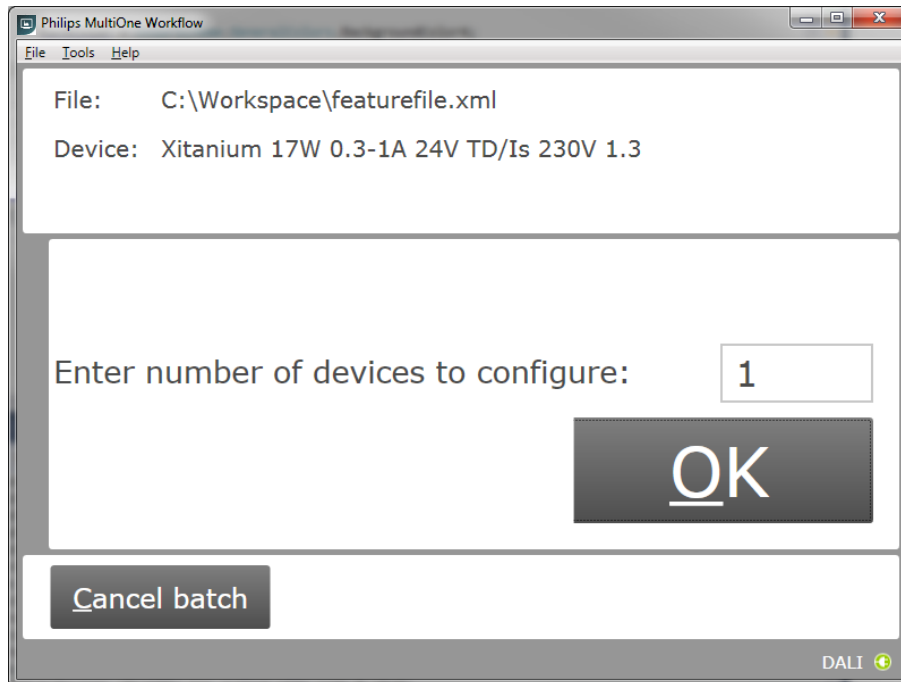 Philips MultiOne Workflow
File Tools Help
File: C:\Workspace\featurefile.xml
Device: Xitanium 17W 0.3-1A 24V TD/Is 230V 1.3
Enter number of devices to configure: 1
OK
Cancel batch
DALI